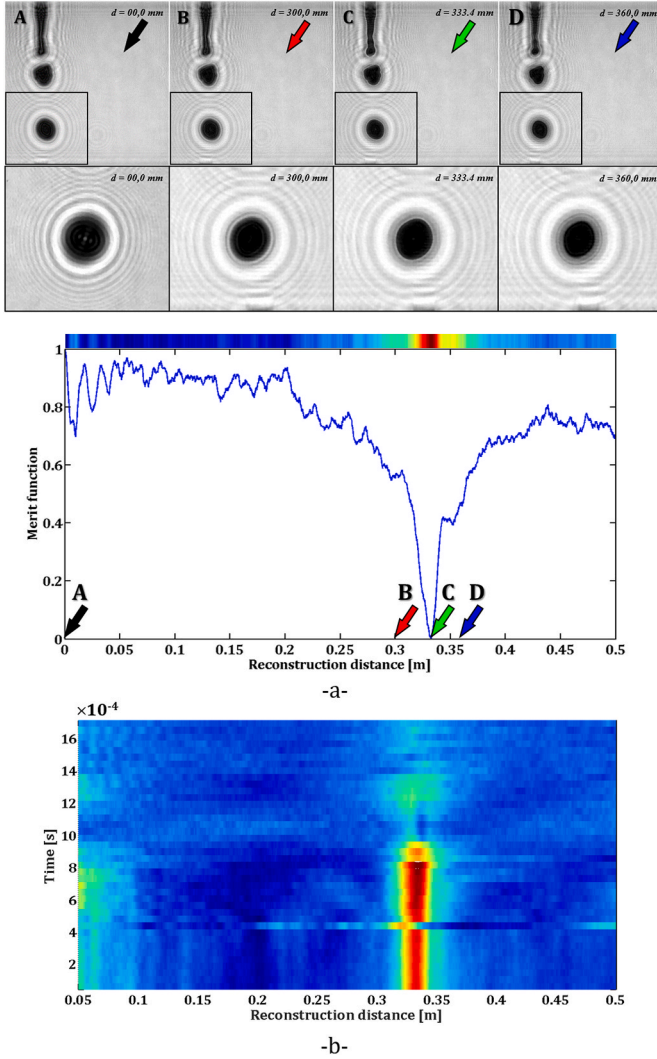 A d = 00,0 mm B d = 300,0 mm C d = 333.4 mm D d = 360,0 mm
d = 00,0 mm d = 300,0 mm d = 333.4 mm d = 360,0 mm
1
0.8
0.6
0.4
0.2
0
Merit function
A B C D
0 0.05 0.1 0.15 0.2 0.25 0.3 0.35 0.4 0.45 0.5
Reconstruction distance [m]
-a-
×10⁻⁴
16
14
12
10
8
6
4
2
Time [s]
0.05 0.1 0.15 0.2 0.25 0.3 0.35 0.4 0.45 0.5
Reconstruction distance [m]
-b-